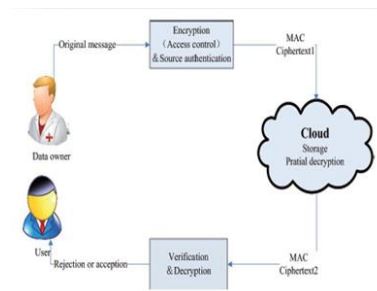 Original message
Encryption
(Access control)
&Source authentication
MAC
Ciphertext1
Data owner
Cloud
Storage
Pratial decryption
User
Rejection or acception
Verification
&Decryption
MAC
Ciphertext2